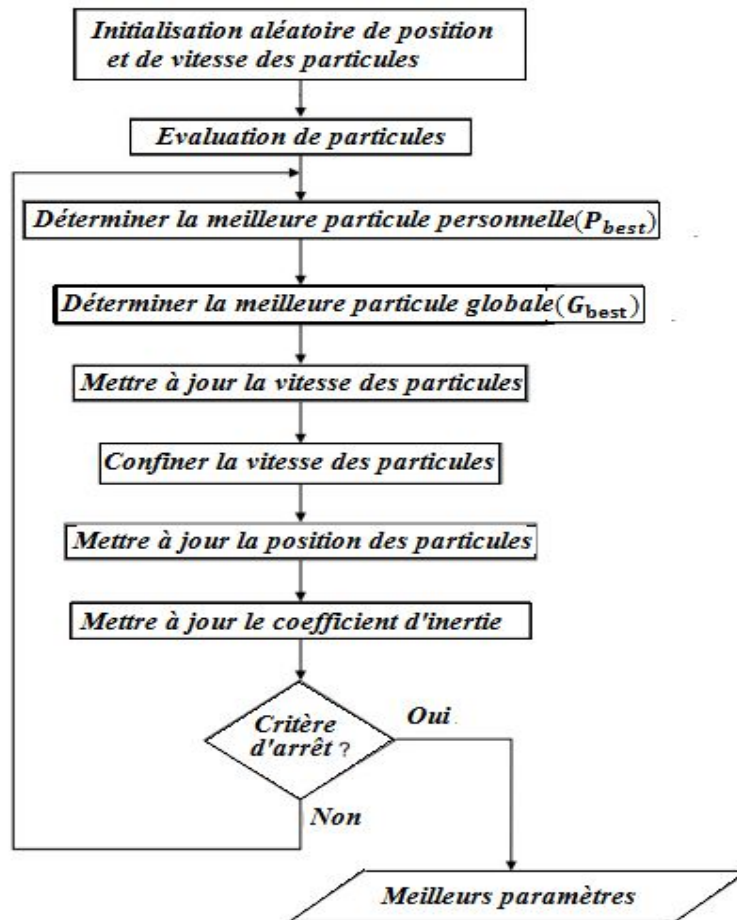 Initialisation aléatoire de position
et de vitesse des particules
Evaluation de particules
Déterminer la meilleure particule personnelle(P_best)
Déterminer la meilleure particule globale(G_best)
Mettre à jour la vitesse des particules
Confiner la vitesse des particules
Mettre à jour la position des particules
Mettre à jour le coefficient d'inertie
Critère
d'arrêt ?
Oui
Non
Meilleurs paramètres